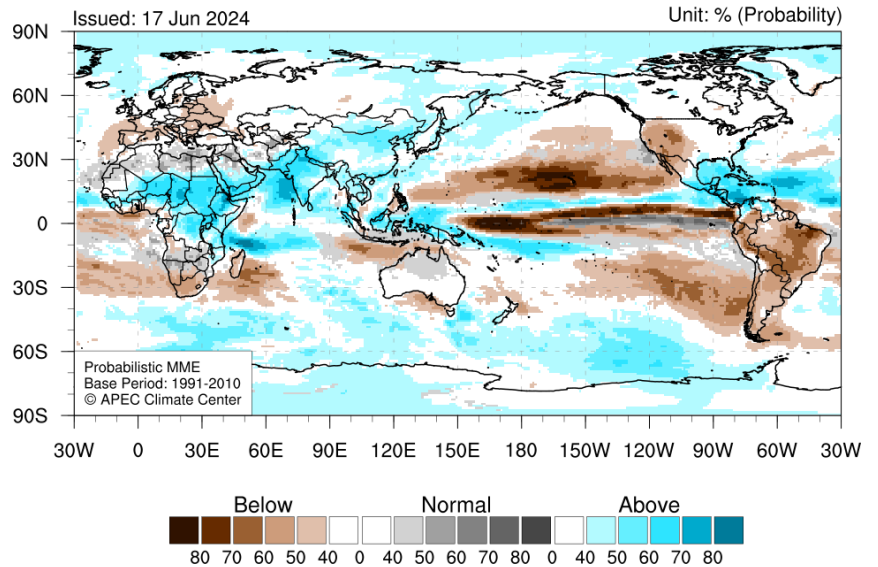 Issued: 17 Jun 2024
Unit: % (Probability)
90N
60N
30N
0
30S
60S
90S
Probabilistic MME
Base Period: 1991-2010
© APEC Climate Center
30W 0 30E 60E 90E 120E 150E 180 150W 120W 90W 60W 30W
Below Normal Above
80 70 60 50 40 0 40 50 60 70 80 0 40 50 60 70 80